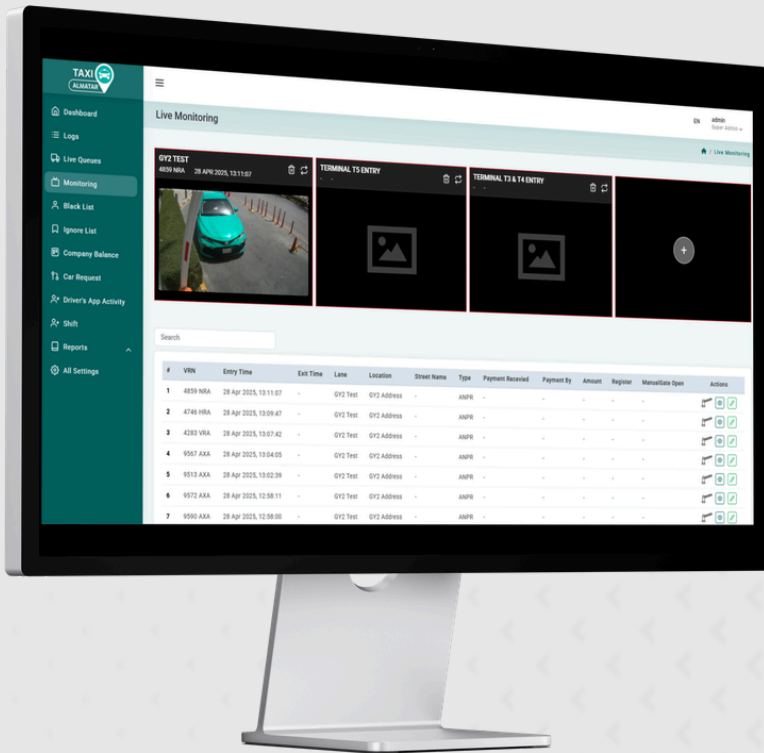 TAXI
ALMATAR
Dashboard
Logs
Live Queues
Monitoring
Black List
Ignore List
Company Balance
Car Request
Driver's App Activity
Shift
Reports
All Settings
EN admin
Super Admin
Live Monitoring
/ Live Monitoring
GY2 TEST
4859 NRA 28 APR 2025, 13:11:07
TERMINAL T5 ENTRY
- -
TERMINAL T3 & T4 ENTRY
- -
+
Search
# VRN Entry Time Exit Time Lane Location Street Name Type Payment Recevied Payment By Amount Register ManualGate Open Actions
1 4859 NRA 28 Apr 2025, 13:11:07 - GY2 Test GY2 Address - ANPR - - - - -
2 4746 HRA 28 Apr 2025, 13:09:47 - GY2 Test GY2 Address - ANPR - - - - -
3 4283 VRA 28 Apr 2025, 13:07:42 - GY2 Test GY2 Address - ANPR - - - - -
4 9567 AXA 28 Apr 2025, 13:04:05 - GY2 Test GY2 Address - ANPR - - - - -
5 9513 AXA 28 Apr 2025, 13:02:39 - GY2 Test GY2 Address - ANPR - - - - -
6 9572 AXA 28 Apr 2025, 12:58:11 - GY2 Test GY2 Address - ANPR - - - - -
7 9590 AXA 28 Apr 2025, 12:58:00 - GY2 Test GY2 Address - ANPR - - - - -